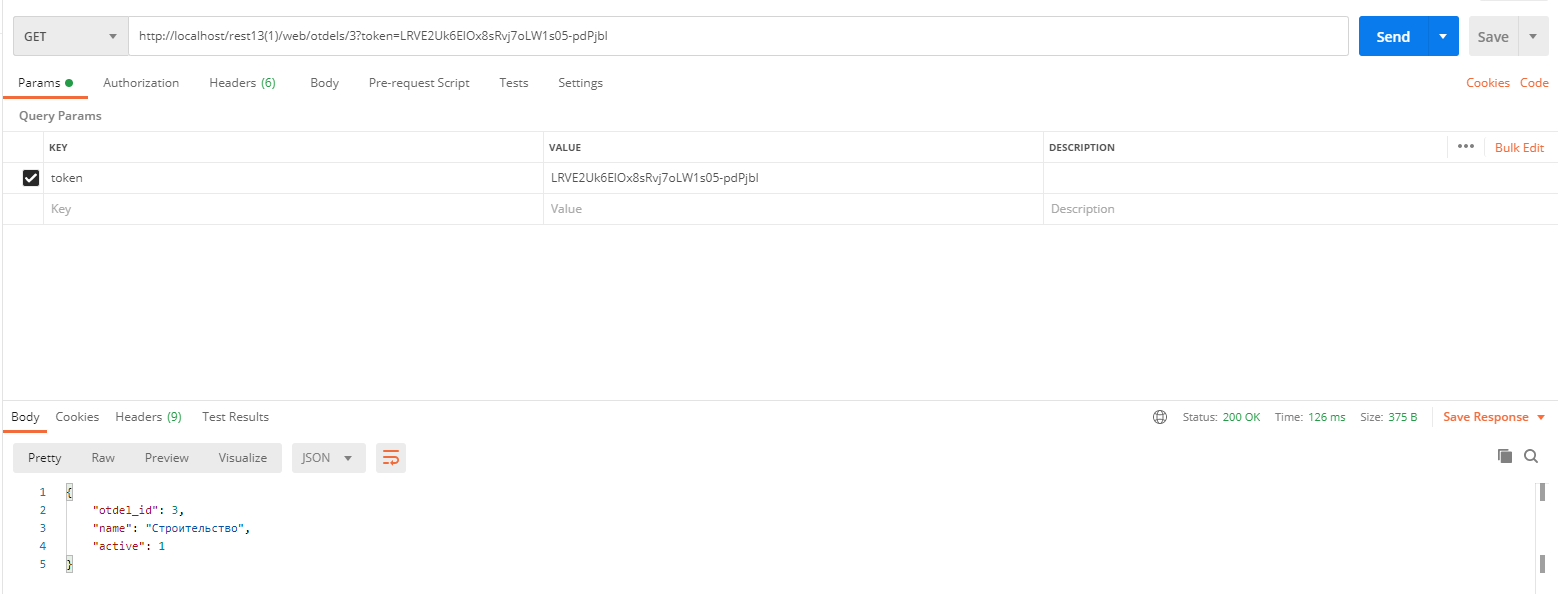 GET http://localhost/rest13(1)/web/otdels/3?token=LRVE2Uk6ElOx8sRvj7oLW1s05-pdPjbl Send Save
Params Authorization Headers (6) Body Pre-request Script Tests Settings Cookies Code
Query Params
KEY VALUE DESCRIPTION ••• Bulk Edit
token LRVE2Uk6ElOx8sRvj7oLW1s05-pdPjbl
Key Value Description
Body Cookies Headers (9) Test Results Status: 200 OK Time: 126 ms Size: 375 B Save Response
Pretty Raw Preview Visualize JSON
1 {
2 "otdel_id": 3,
3 "name": "Строительство",
4 "active": 1
5 }